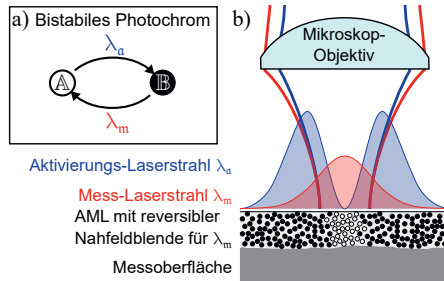 a) Bistabiles Photochrom
λₐ
𝔸
𝔹
λₘ
b)
Mikroskop-
Objektiv
Aktivierungs-Laserstrahl λₐ
Mess-Laserstrahl λₘ
AML mit reversibler
Nahfeldblende für λₘ
Messoberfläche